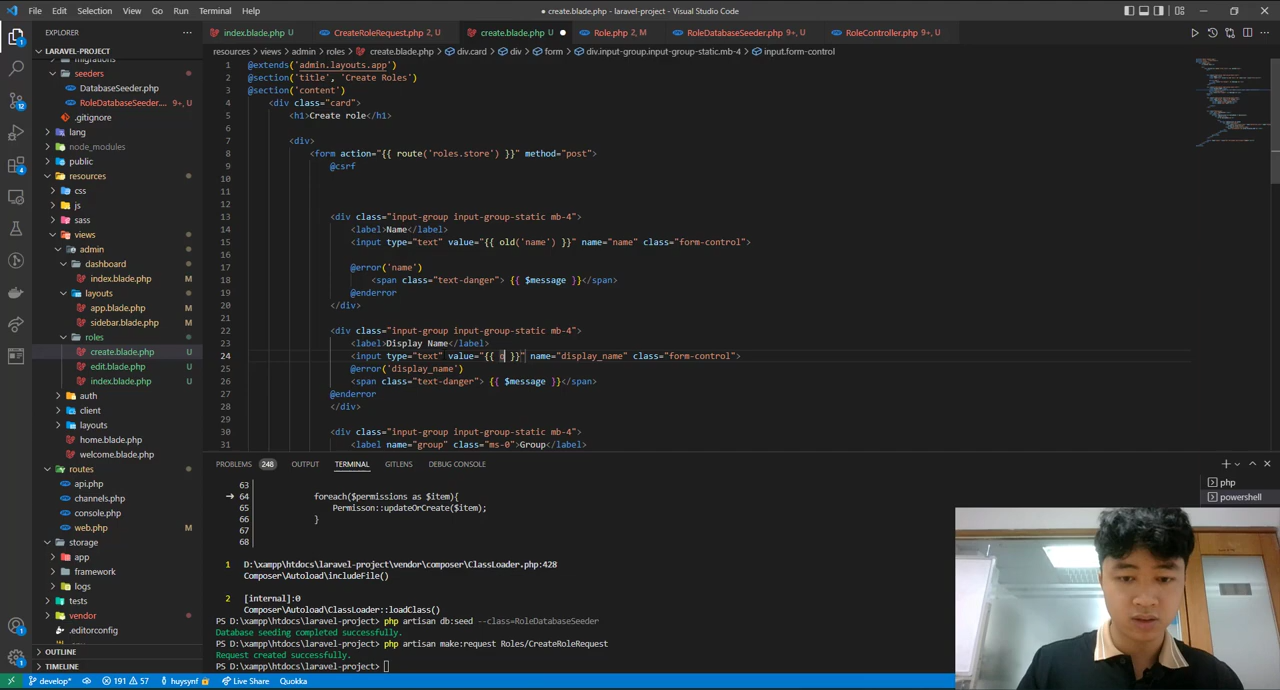 File Edit Selection View Go Run Terminal Help
● create.blade.php - laravel-project - Visual Studio Code
EXPLORER
index.blade.php U
CreateRoleRequest.php 2, U
create.blade.php ●
Role.php 2, M
RoleDatabaseSeeder.php 9+, U
RoleController.php 9+, U
resources > views > admin > roles > create.blade.php > div.card > div > form > div.input-group.input-group-static.mb-4 > input.form-control
LARAVEL-PROJECT
seeders
DatabaseSeeder.php
RoleDatabaseSeeder.... 9+, U
.gitignore
lang
node_modules
public
resources
css
js
sass
views
admin
dashboard
index.blade.php M
layouts
app.blade.php M
sidebar.blade.php M
roles
create.blade.php U
edit.blade.php U
index.blade.php U
auth
client
layouts
home.blade.php
welcome.blade.php
routes
api.php
channels.php
console.php
web.php M
storage
app
framework
logs
tests
vendor
.editorconfig
OUTLINE
TIMELINE
1 @extends('admin.layouts.app')
2 @section('title', 'Create Roles')
3 @section('content')
4 <div class="card">
5 <h1>Create role</h1>
6
7 <div>
8 <form action="{{ route('roles.store') }}" method="post">
9 @csrf
10
11
12
13 <div class="input-group input-group-static mb-4">
14 <label>Name</label>
15 <input type="text" value="{{ old('name') }}" name="name" class="form-control">
16
17 @error('name')
18 <span class="text-danger"> {{ $message }}</span>
19 @enderror
20 </div>
21
22 <div class="input-group input-group-static mb-4">
23 <label>Display Name</label>
24 <input type="text" value="{{ o }}" name="display_name" class="form-control">
25 @error('display_name')
26 <span class="text-danger"> {{ $message }}</span>
27 @enderror
28 </div>
29
30 <div class="input-group input-group-static mb-4">
31 <label name="group" class="ms-0">Group</label>
PROBLEMS 248 OUTPUT TERMINAL GITLENS DEBUG CONSOLE
php
powershell
63
→ 64 foreach($permissions as $item){
65 Permisson::updateOrCreate($item);
66 }
67
68
1 D:\xampp\htdocs\laravel-project\vendor\composer\ClassLoader.php:428
Composer\Autoload\includeFile()
2 [internal]:0
Composer\Autoload\ClassLoader::loadClass()
PS D:\xampp\htdocs\laravel-project> php artisan db:seed --class=RoleDatabaseSeeder
Database seeding completed successfully.
PS D:\xampp\htdocs\laravel-project> php artisan make:request Roles/CreateRoleRequest
Request created successfully.
PS D:\xampp\htdocs\laravel-project>
develop* 191 57 huysynf Live Share Quokka